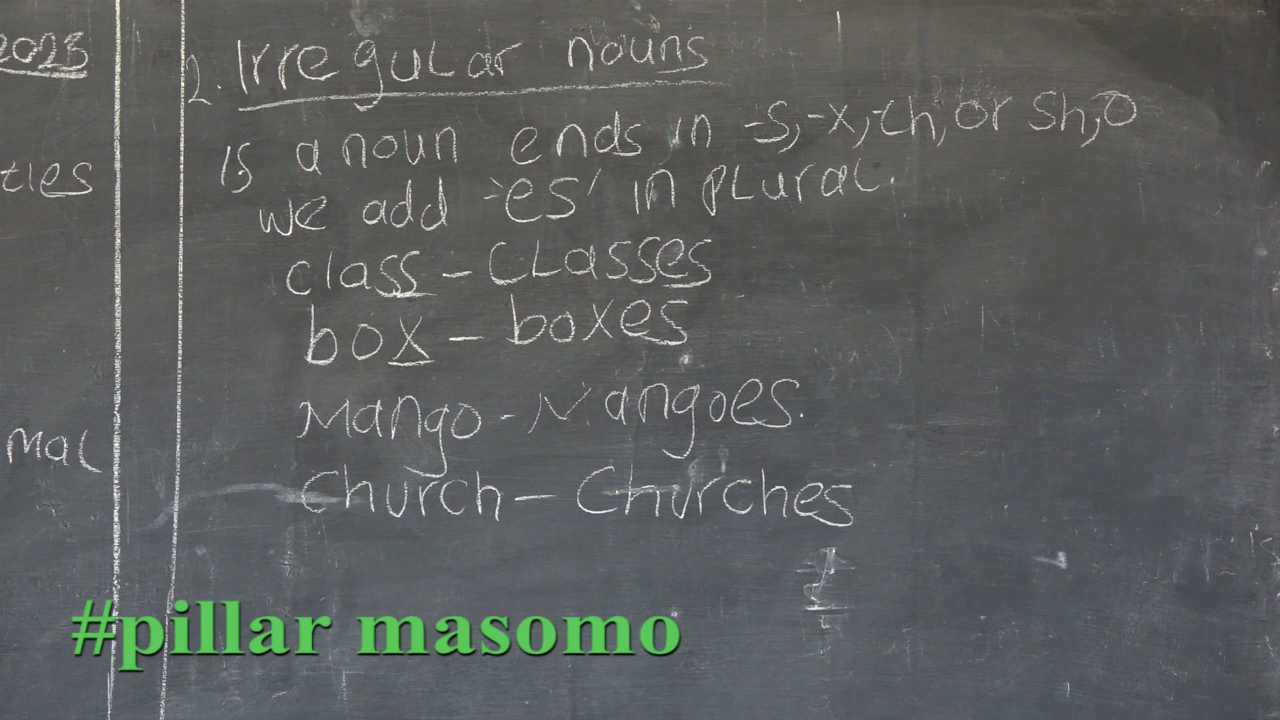 2023
ties
mal
2. Irregular nouns
is a noun ends in -s, -x, -ch, or sh, o
we add -'es' in plural.
class - classes
box - boxes
Mango - Mangoes.
Church - Churches
#pillar masomo